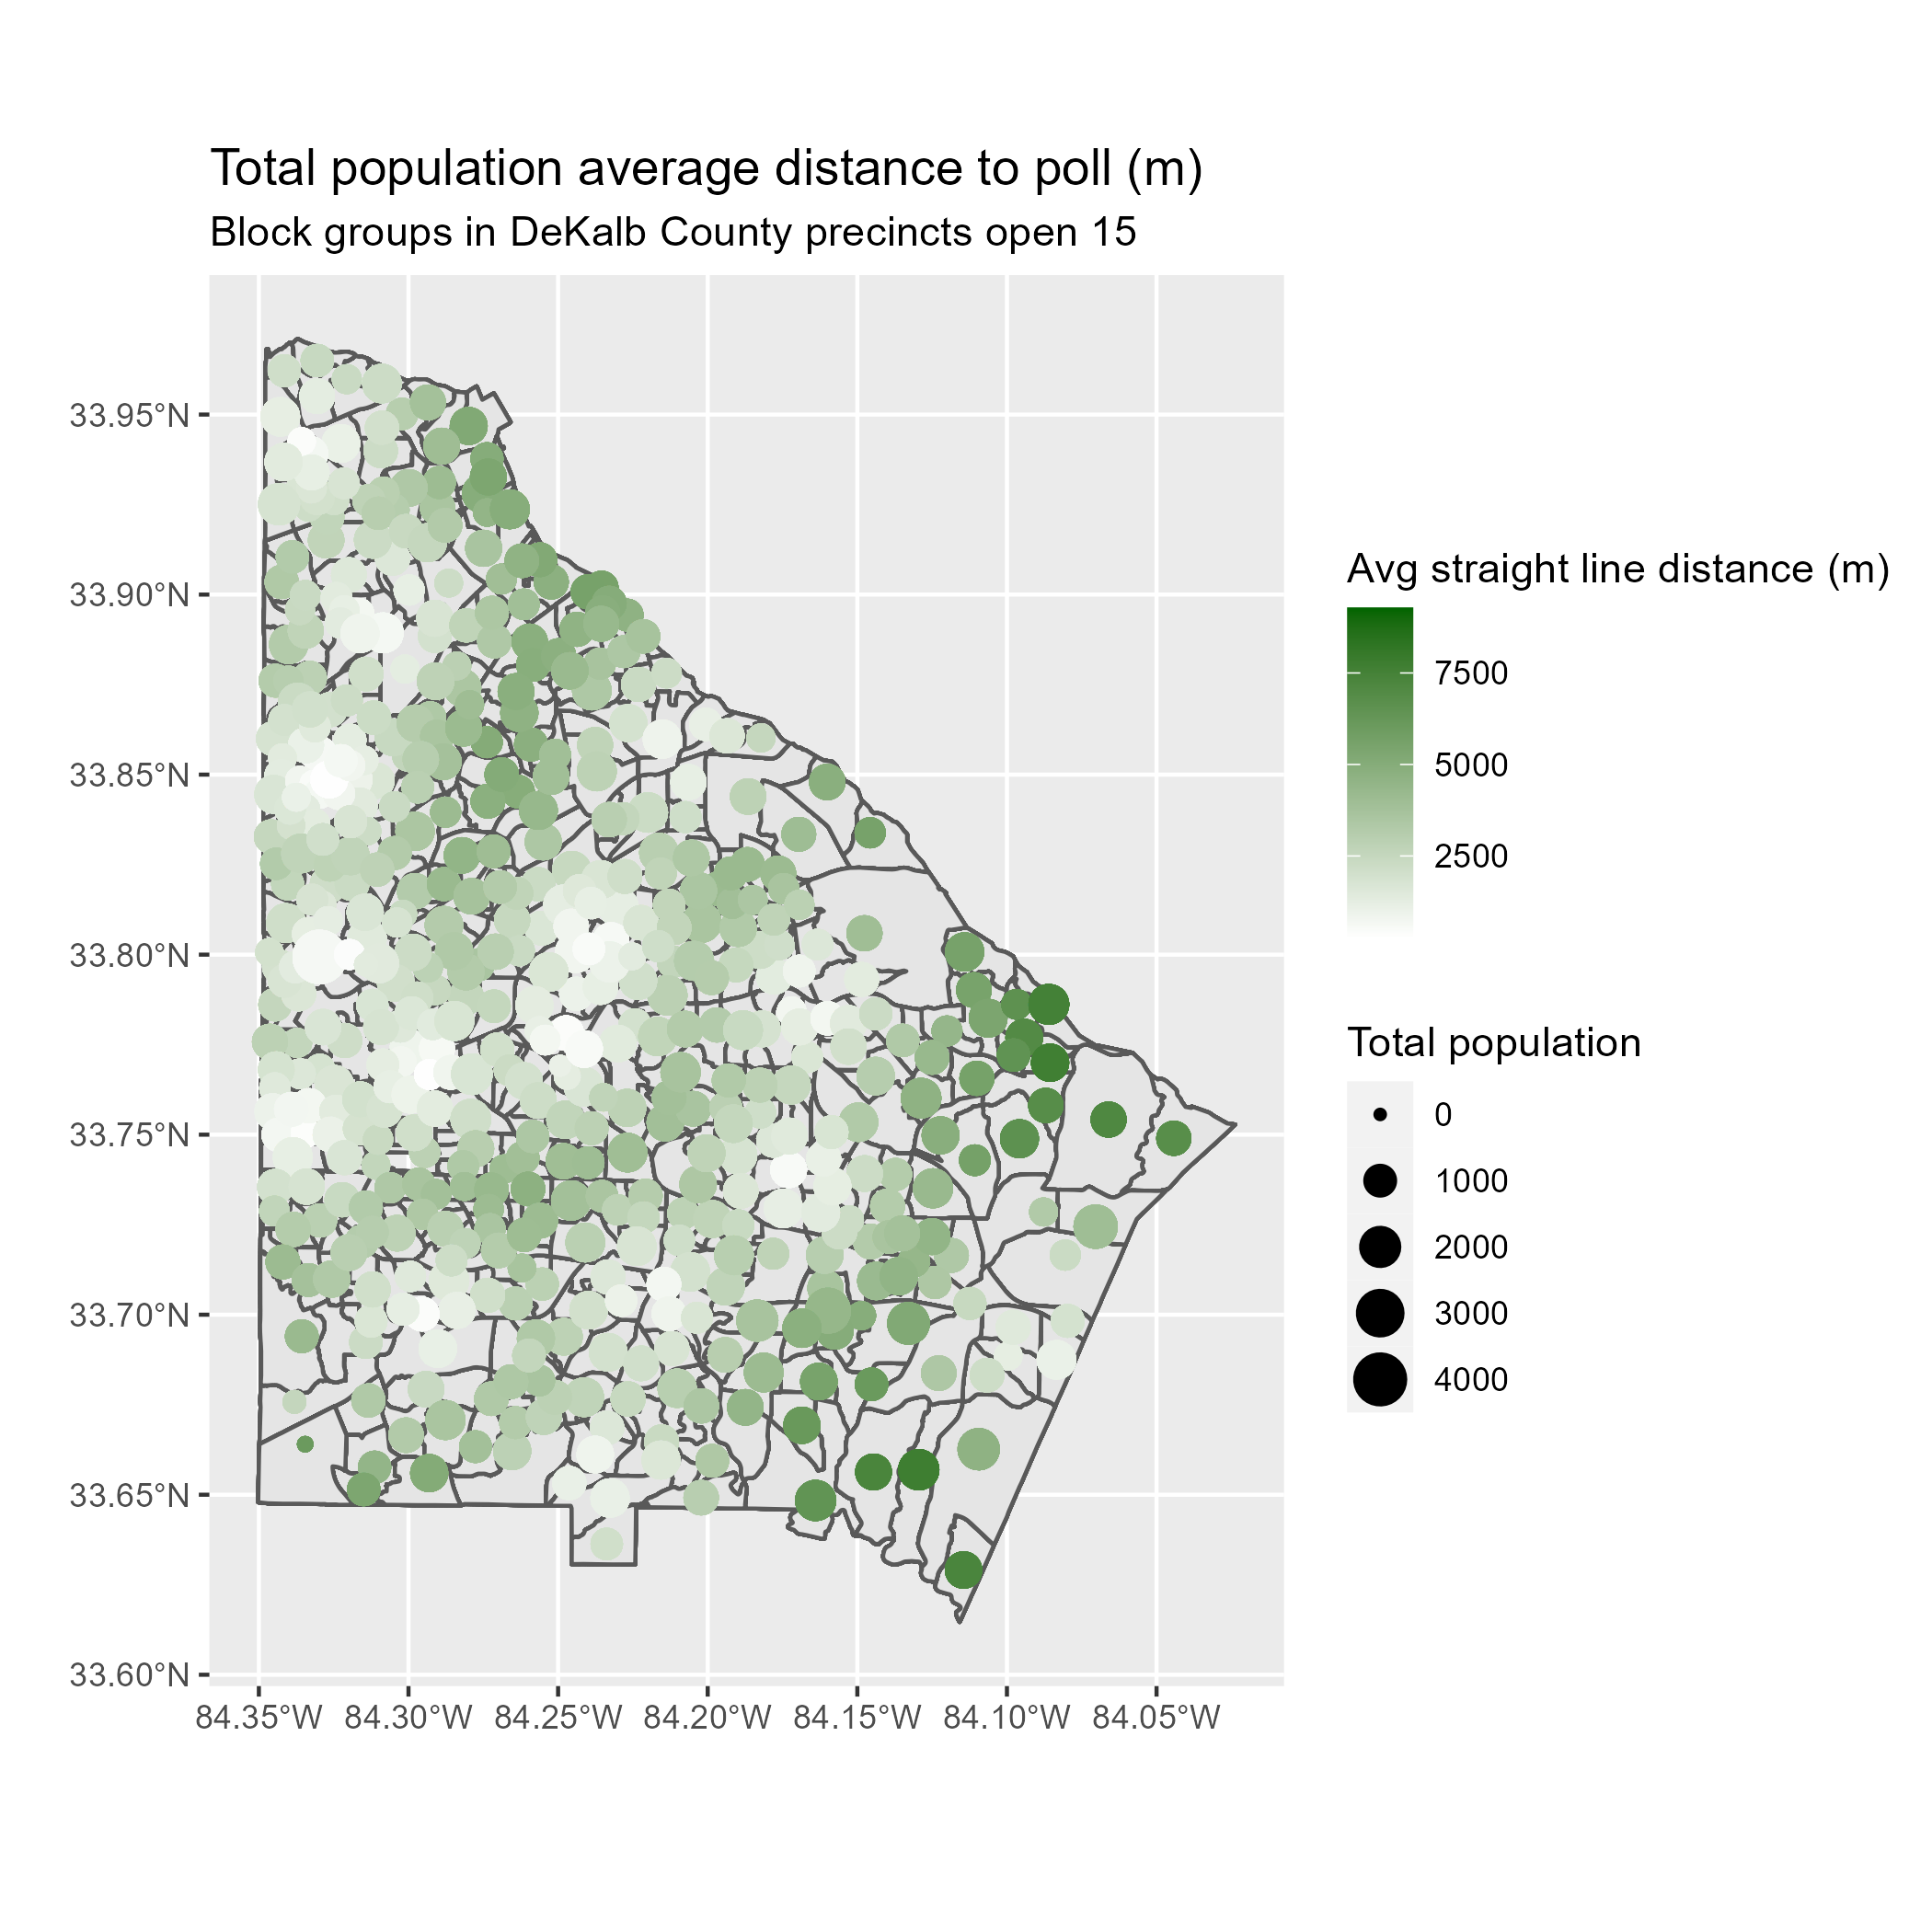 Total population average distance to poll (m)
Block groups in DeKalb County precincts open 15
33.95°N
33.90°N
33.85°N
33.80°N
33.75°N
33.70°N
33.65°N
33.60°N
84.35°W 84.30°W 84.25°W 84.20°W 84.15°W 84.10°W 84.05°W
Avg straight line distance (m)
7500
5000
2500
Total population
0
1000
2000
3000
4000